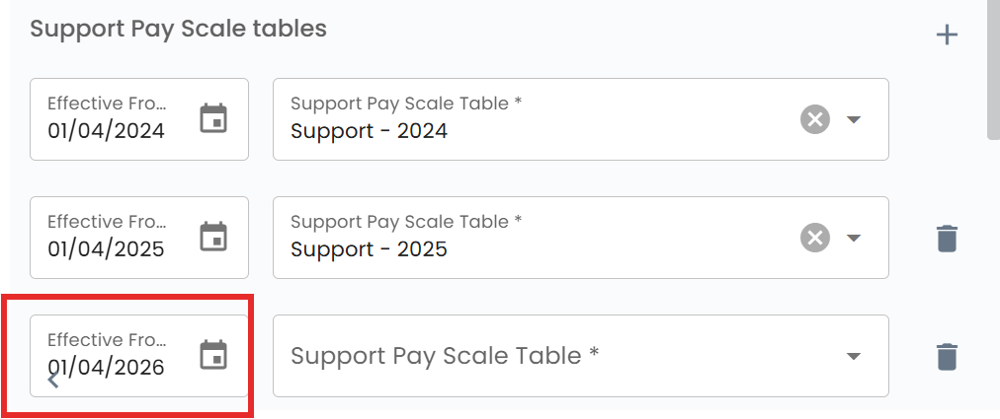 Support Pay Scale tables
Effective Fro...
01/04/2024
Support Pay Scale Table *
Support - 2024
Effective Fro...
01/04/2025
Support Pay Scale Table *
Support - 2025
Effective Fro...
01/04/2026
Support Pay Scale Table *